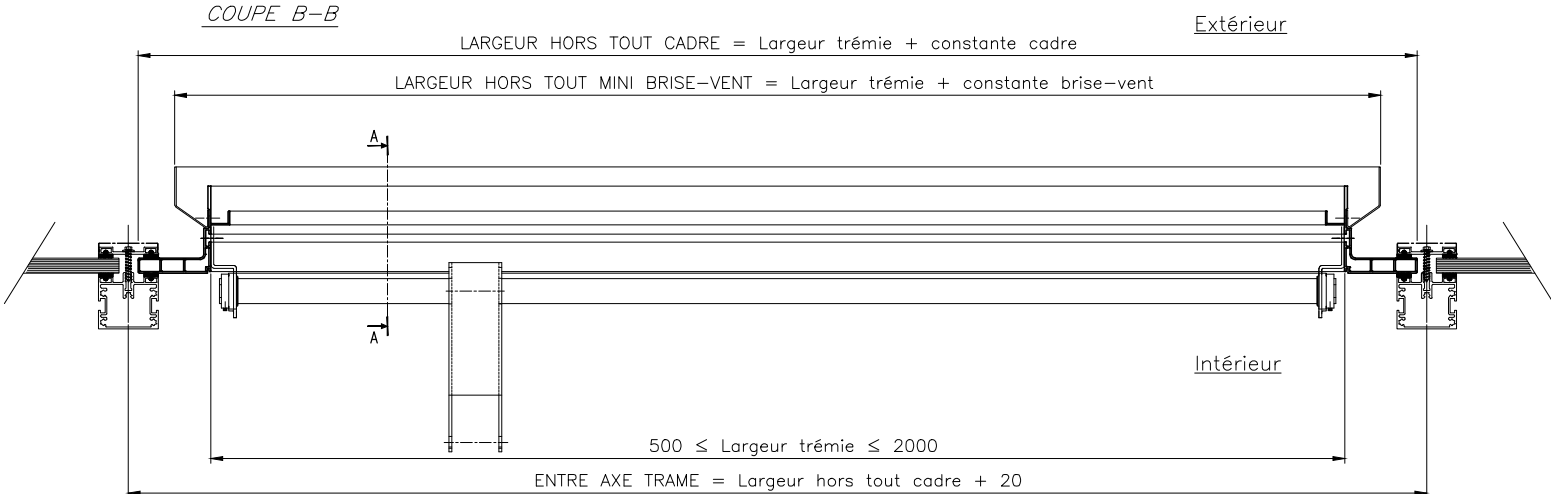 COUPE B-B
Extérieur
LARGEUR HORS TOUT CADRE = Largeur trémie + constante cadre
LARGEUR HORS TOUT MINI BRISE-VENT = Largeur trémie + constante brise-vent
A
A
Intérieur
500 ≤ Largeur trémie ≤ 2000
ENTRE AXE TRAME = Largeur hors tout cadre + 20